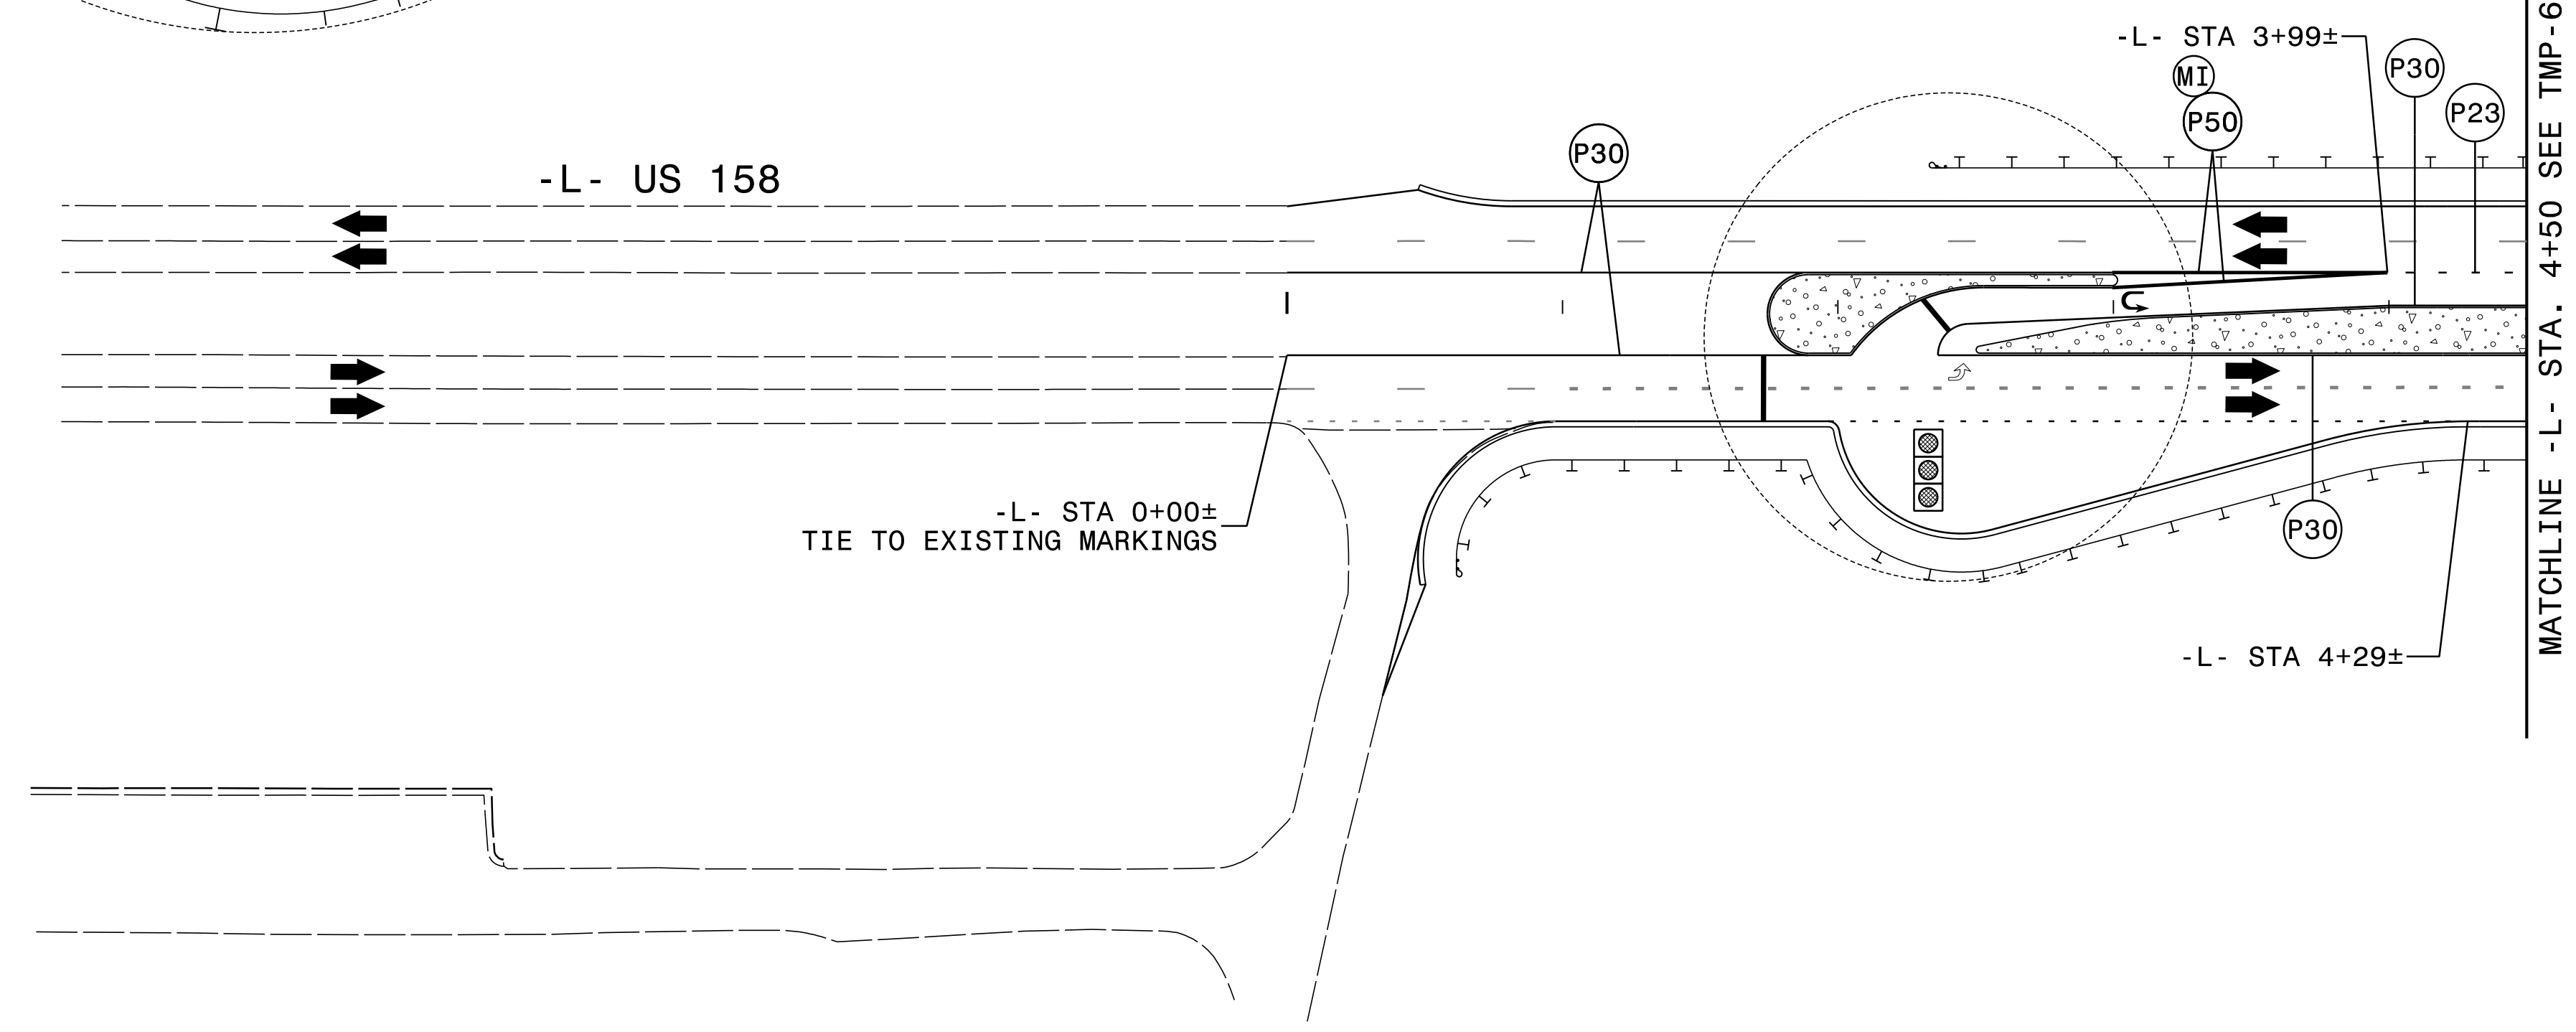 -L- STA 3+99±
MI
P50
P30
P23
P30
-L- US 158
-L- STA 0+00±
TIE TO EXISTING MARKINGS
P30
-L- STA 4+29±
MATCHLINE -L- STA. 4+50 SEE TMP-6